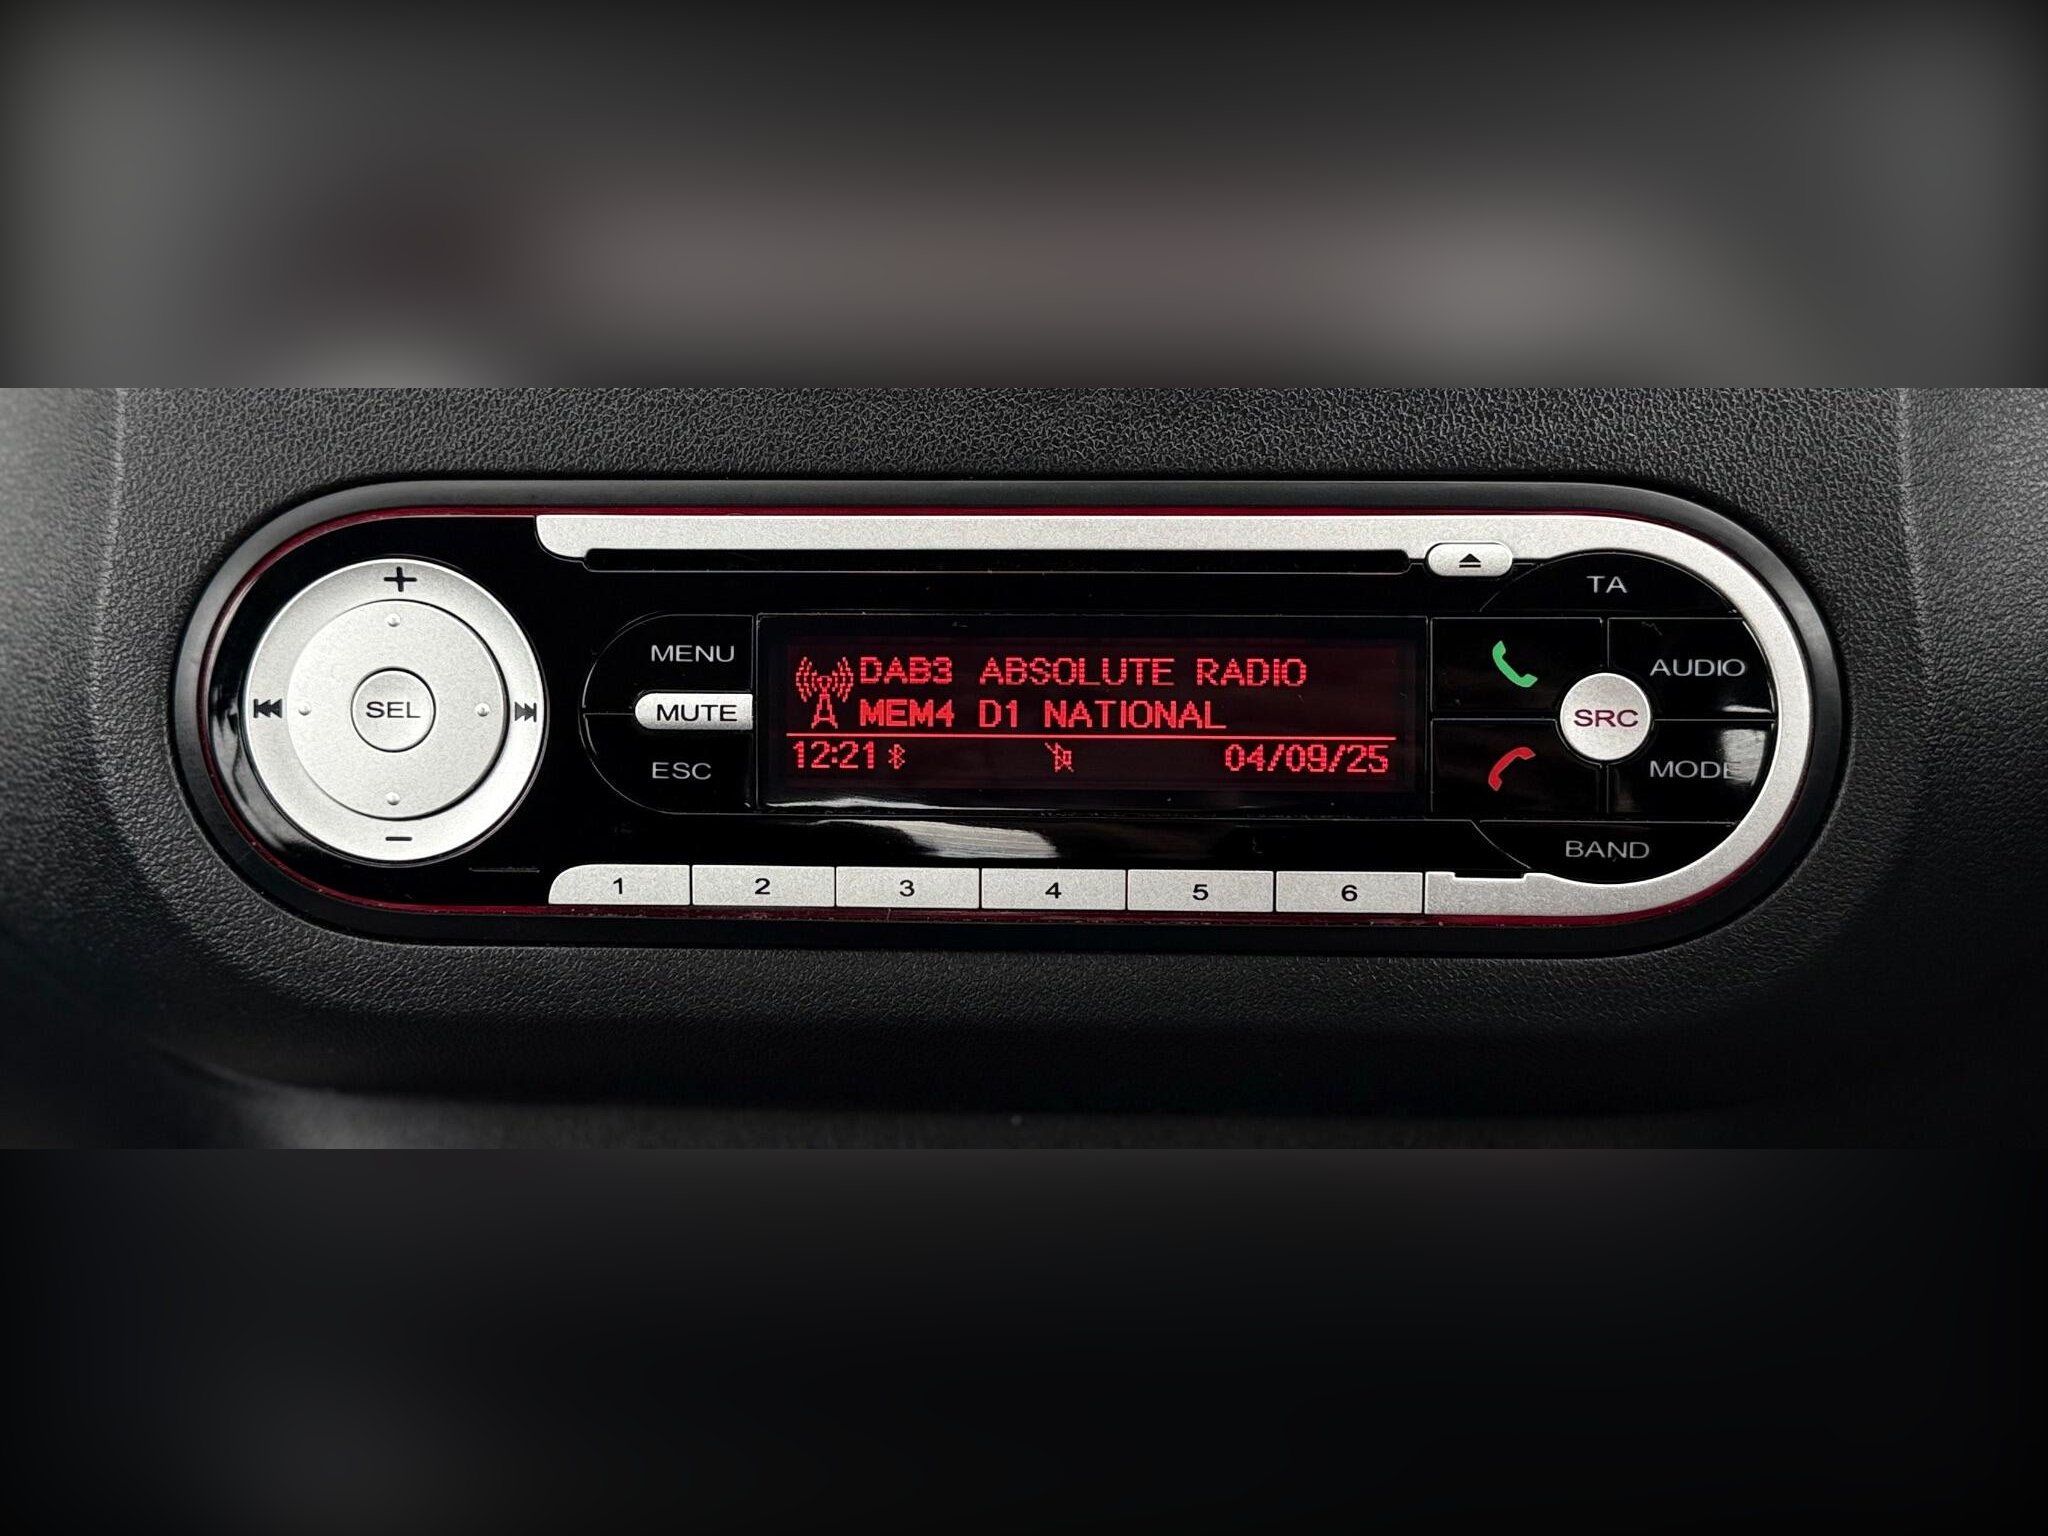 TA
MENU
DAB3 ABSOLUTE RADIO
AUDIO
SEL
MUTE
MEM4 D1 NATIONAL
SRC
ESC
12:21
04/09/25
MODE
BAND
1 2 3 4 5 6